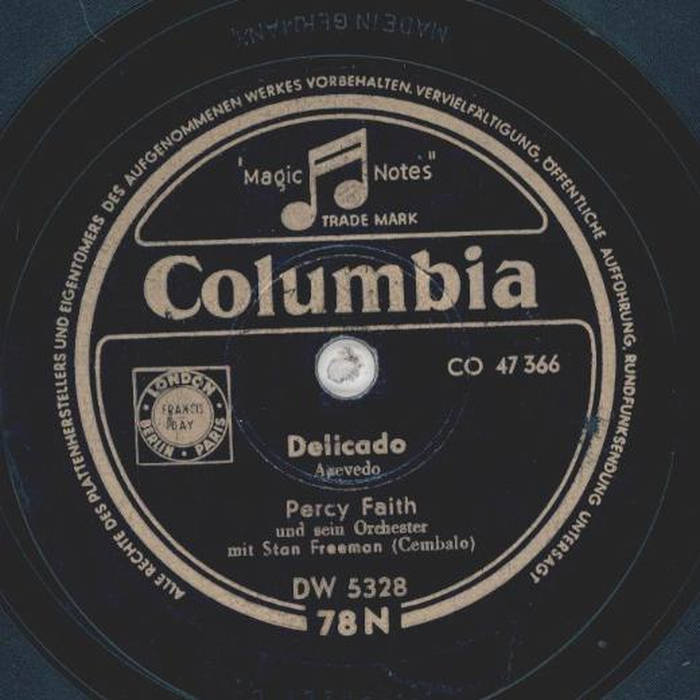 MADE IN GERMANY
ALLE RECHTE DES PLATTENHERSTELLERS UND EIGENTÜMERS DES AUFGENOMMENEN WERKES VORBEHALTEN. VERVIELFÄLTIGUNG, ÖFFENTLICHE AUFFÜHRUNG, RUNDFUNKSENDUNG UNTERSAGT
"Magic Notes"
TRADE MARK
Columbia
CO 47 366
LONDON
FRANCIS
DAY
BERLIN • PARIS
Delicado
Azevedo
Percy Faith
und sein Orchester
mit Stan Freeman (Cembalo)
DW 5328
78 N